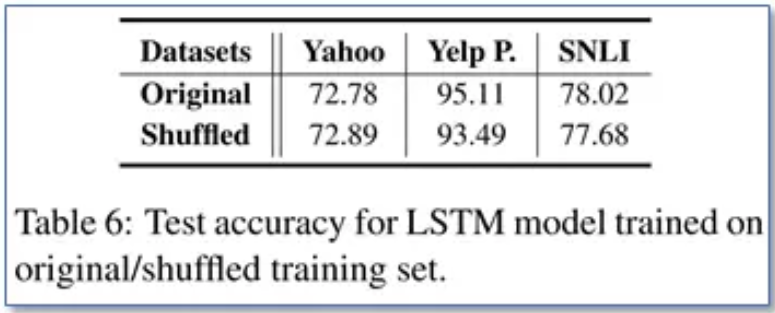 Datasets Yahoo Yelp P. SNLI
Original 72.78 95.11 78.02
Shuffled 72.89 93.49 77.68
Table 6: Test accuracy for LSTM model trained on
original/shuffled training set.